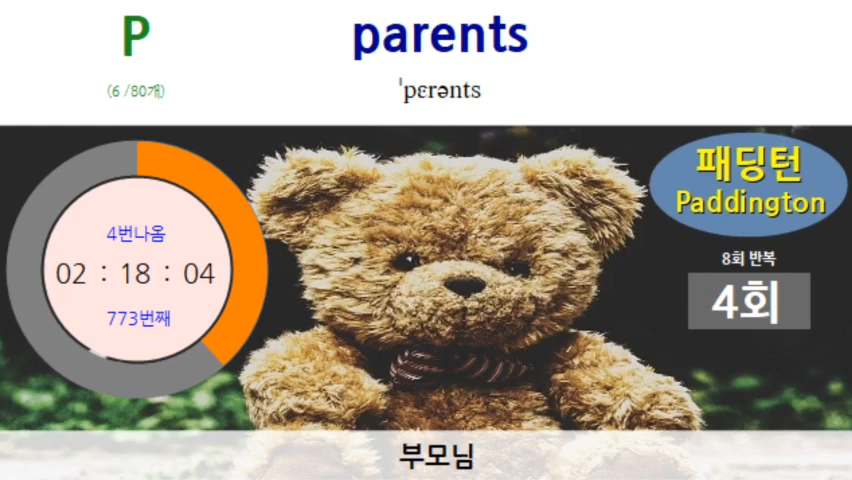 P
parents
(6 /80개)
ˈpɛrənts
패딩턴
Paddington
4번나옴
02 : 18 : 04
773번째
8회 반복
4회
부모님